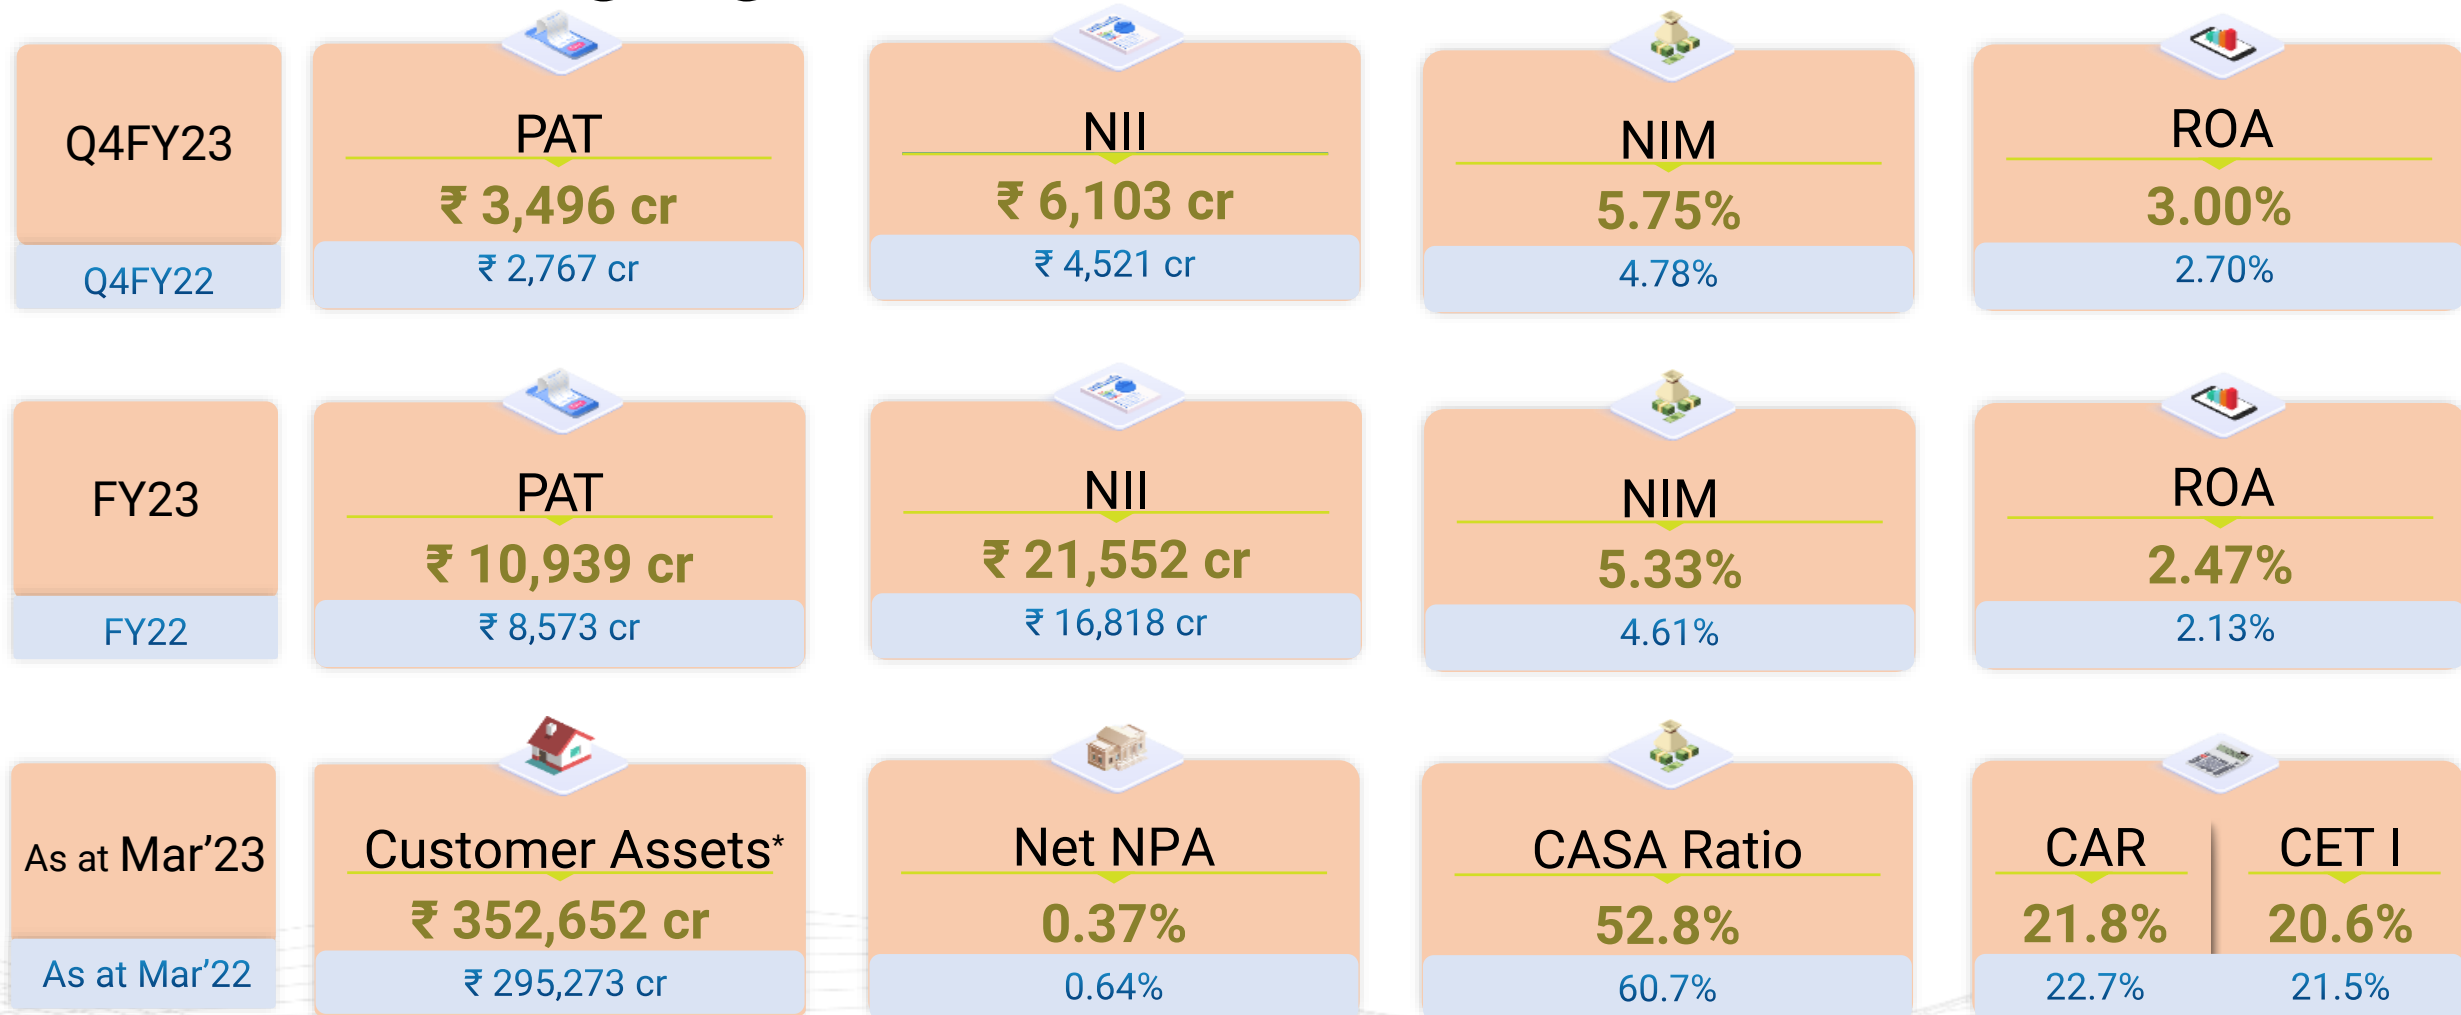 Q4FY23
Q4FY22
PAT
₹ 3,496 cr
₹ 2,767 cr
NII
₹ 6,103 cr
₹ 4,521 cr
NIM
5.75%
4.78%
ROA
3.00%
2.70%
FY23
FY22
PAT
₹ 10,939 cr
₹ 8,573 cr
NII
₹ 21,552 cr
₹ 16,818 cr
NIM
5.33%
4.61%
ROA
2.47%
2.13%
As at Mar’23
As at Mar’22
Customer Assets*
₹ 352,652 cr
₹ 295,273 cr
Net NPA
0.37%
0.64%
CASA Ratio
52.8%
60.7%
CAR
21.8%
22.7%
CET I
20.6%
21.5%